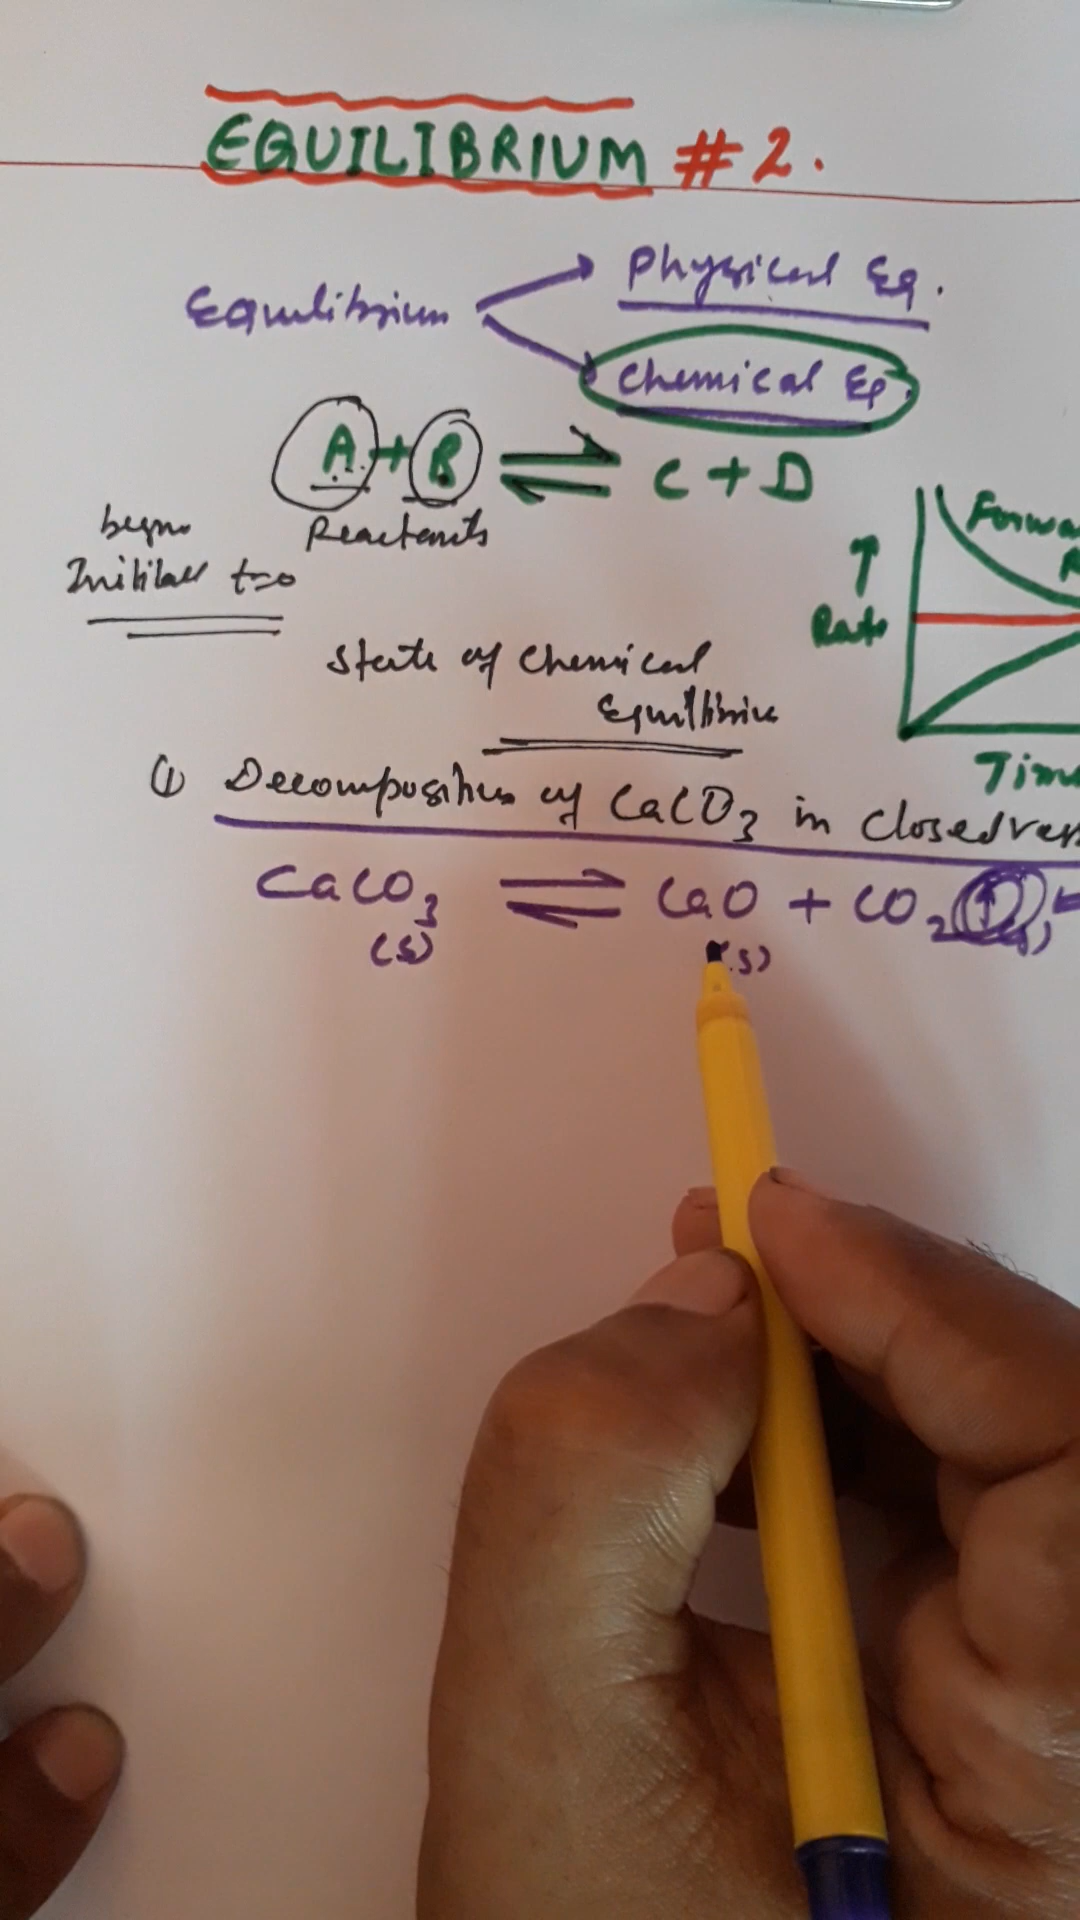 EQUILIBRIUM # 2.
Equilibrium
Physical Eq.
Chemical Eq.
A + B ⇌ C + D
Reactants
Initial t=0
State of Chemical
Forwa
↑
Rate
Time
① Decomposition of CaCO3 in Closed
CaCO3 ⇌ CaO + CO2 ↑
(s) (s)